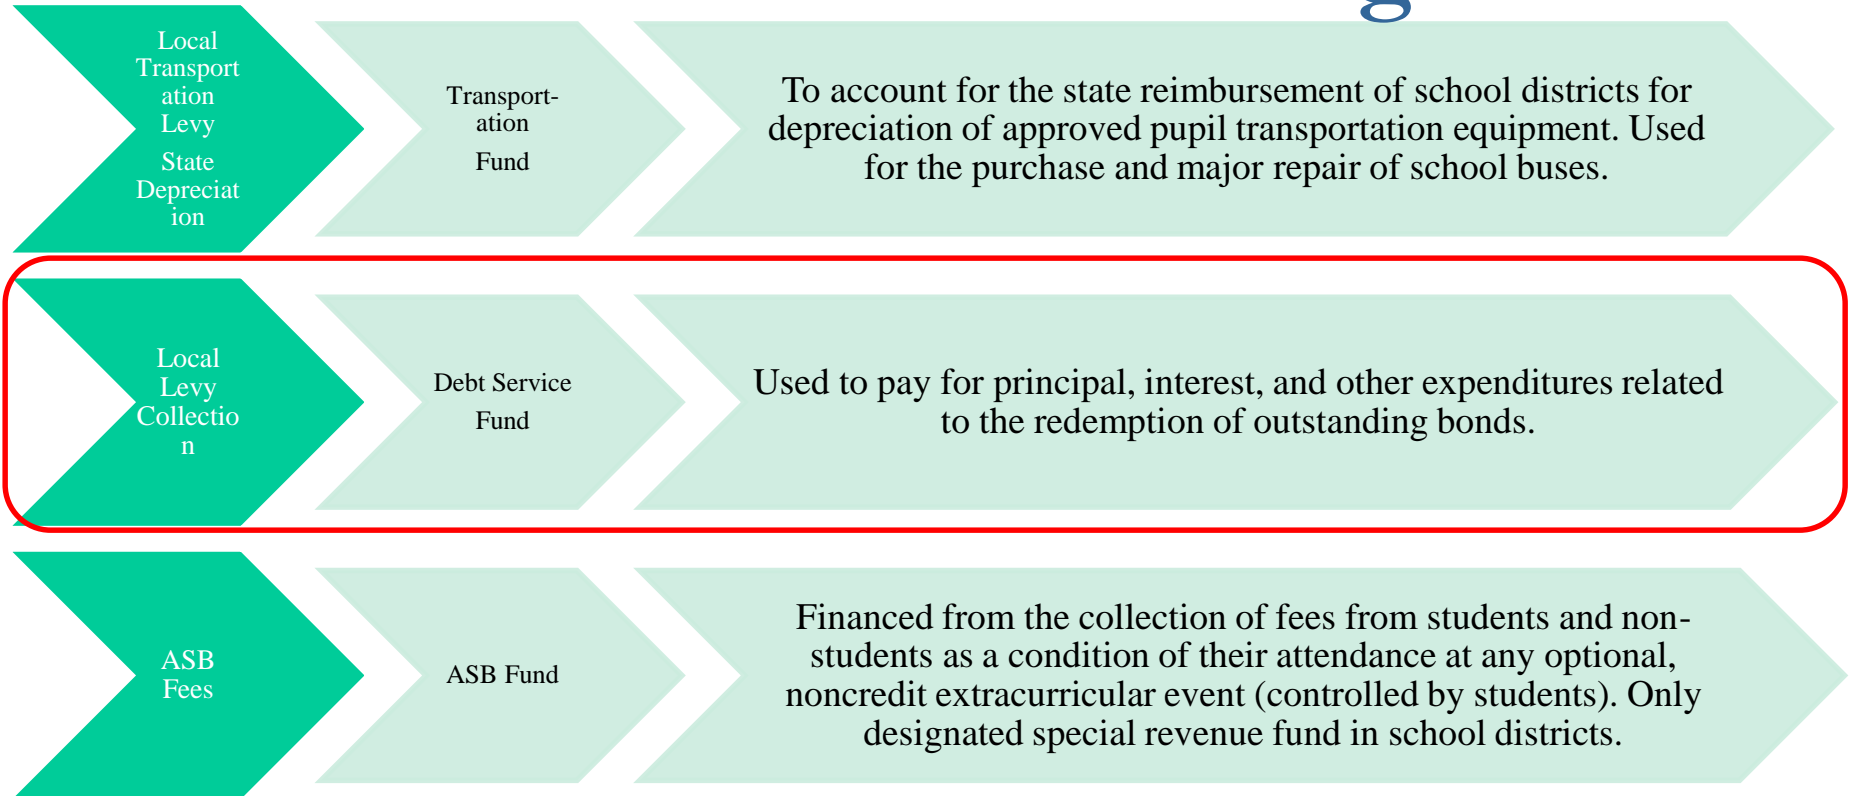 g
Local
Transport
ation
Levy
State
Depreciat
ion
Transport-
ation
Fund
To account for the state reimbursement of school districts for
depreciation of approved pupil transportation equipment. Used
for the purchase and major repair of school buses.
Local
Levy
Collectio
n
Debt Service
Fund
Used to pay for principal, interest, and other expenditures related
to the redemption of outstanding bonds.
ASB
Fees
ASB Fund
Financed from the collection of fees from students and non-
students as a condition of their attendance at any optional,
noncredit extracurricular event (controlled by students). Only
designated special revenue fund in school districts.